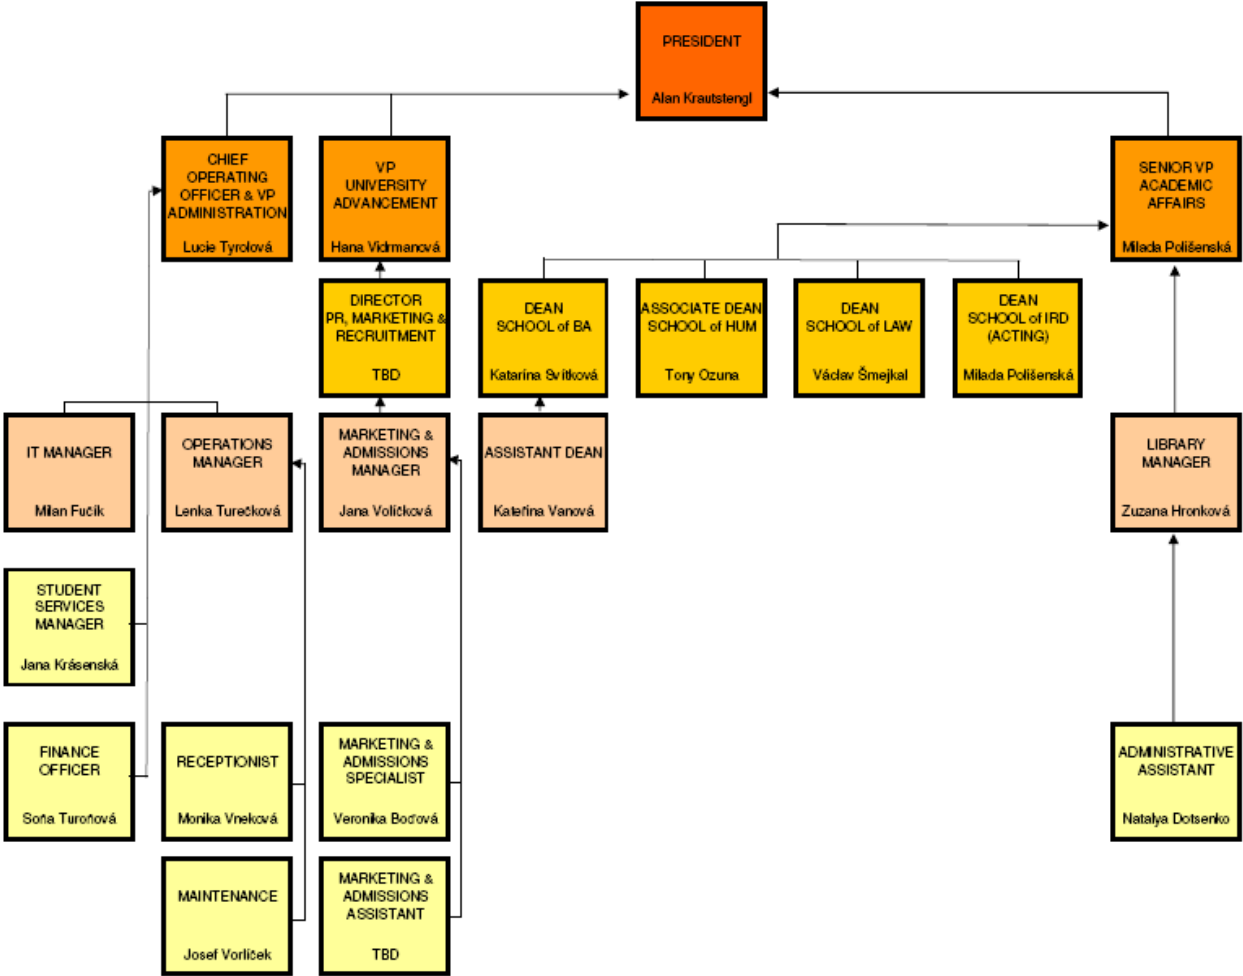 PRESIDENT
Alan Krautstengl
CHIEF
OPERATING
OFFICER & VP
ADMINISTRATION
Lucie Tyrolová
VP
UNIVERSITY
ADVANCEMENT
Hana Vidrmanová
SENIOR VP
ACADEMIC
AFFAIRS
Milada Polišenská
DIRECTOR
PR, MARKETING &
RECRUITMENT
TBD
DEAN
SCHOOL of BA
Katarína Svítková
ASSOCIATE DEAN
SCHOOL of HUM
Tony Ozuna
DEAN
SCHOOL of LAW
Václav Šmejkal
DEAN
SCHOOL of IRD
(ACTING)
Milada Polišenská
IT MANAGER
Milan Fučík
OPERATIONS
MANAGER
Lenka Turečková
MARKETING &
ADMISSIONS
MANAGER
Jana Volíčková
ASSISTANT DEAN
Kateřina Vanová
LIBRARY
MANAGER
Zuzana Hronková
STUDENT
SERVICES
MANAGER
Jana Krásenská
FINANCE
OFFICER
Soňa Turoňová
RECEPTIONIST
Monika Vneková
MARKETING &
ADMISSIONS
SPECIALIST
Veronika Boďová
ADMINISTRATIVE
ASSISTANT
Natalya Dotsenko
MAINTENANCE
Josef Vorlíček
MARKETING &
ADMISSIONS
ASSISTANT
TBD